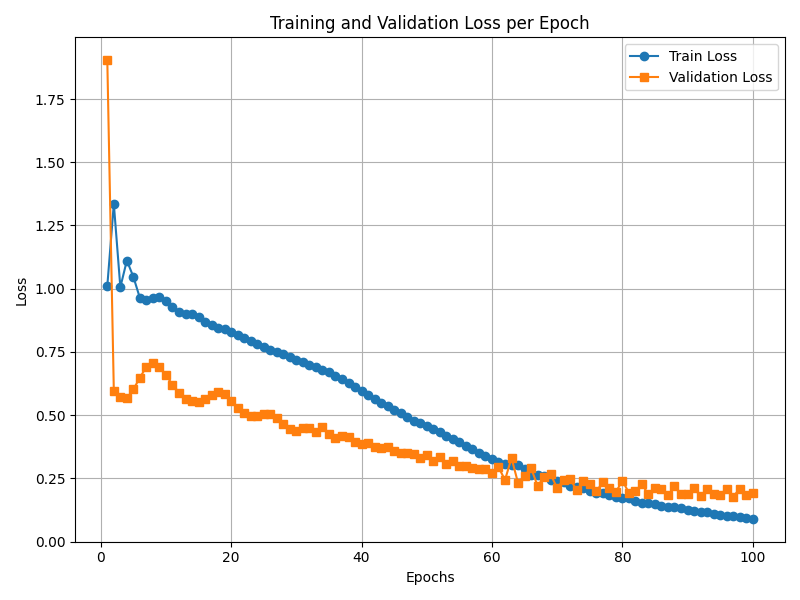 Training and Validation Loss per Epoch
Train Loss
Validation Loss
Loss
1.75
1.50
1.25
1.00
0.75
0.50
0.25
0.00
0 20 40 60 80 100
Epochs